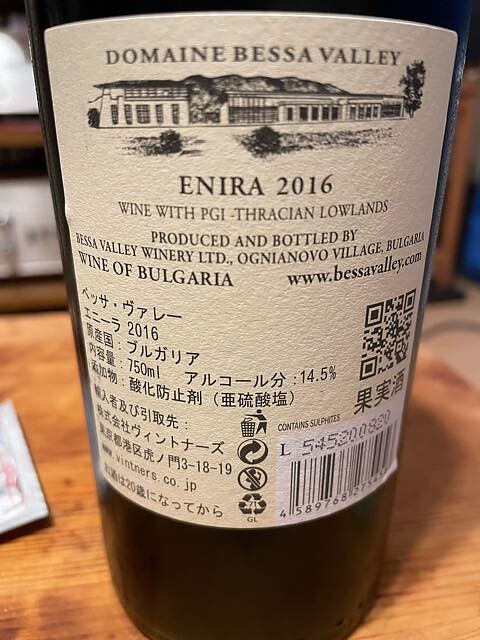 DOMAINE BESSA VALLEY
ENIRA 2016
WINE WITH PGI -THRACIAN LOWLANDS
PRODUCED AND BOTTLED BY
BESSA VALLEY WINERY LTD., OGNIANOVO VILLAGE, BULGARIA
WINE OF BULGARIA www.bessavalley.com
ベッサ・ヴァレー
エニーラ 2016
原産国：ブルガリア
内容量：750ml アルコール分：14.5%
添加物：酸化防止剤（亜硫酸塩）
輸入者及び引取先：
株式会社ヴィントナーズ
東京都港区虎ノ門3-18-19
www.vintners.co.jp
お酒は20歳になってから
果実酒
CONTAINS SULPHITES
L 545200820
71
GL